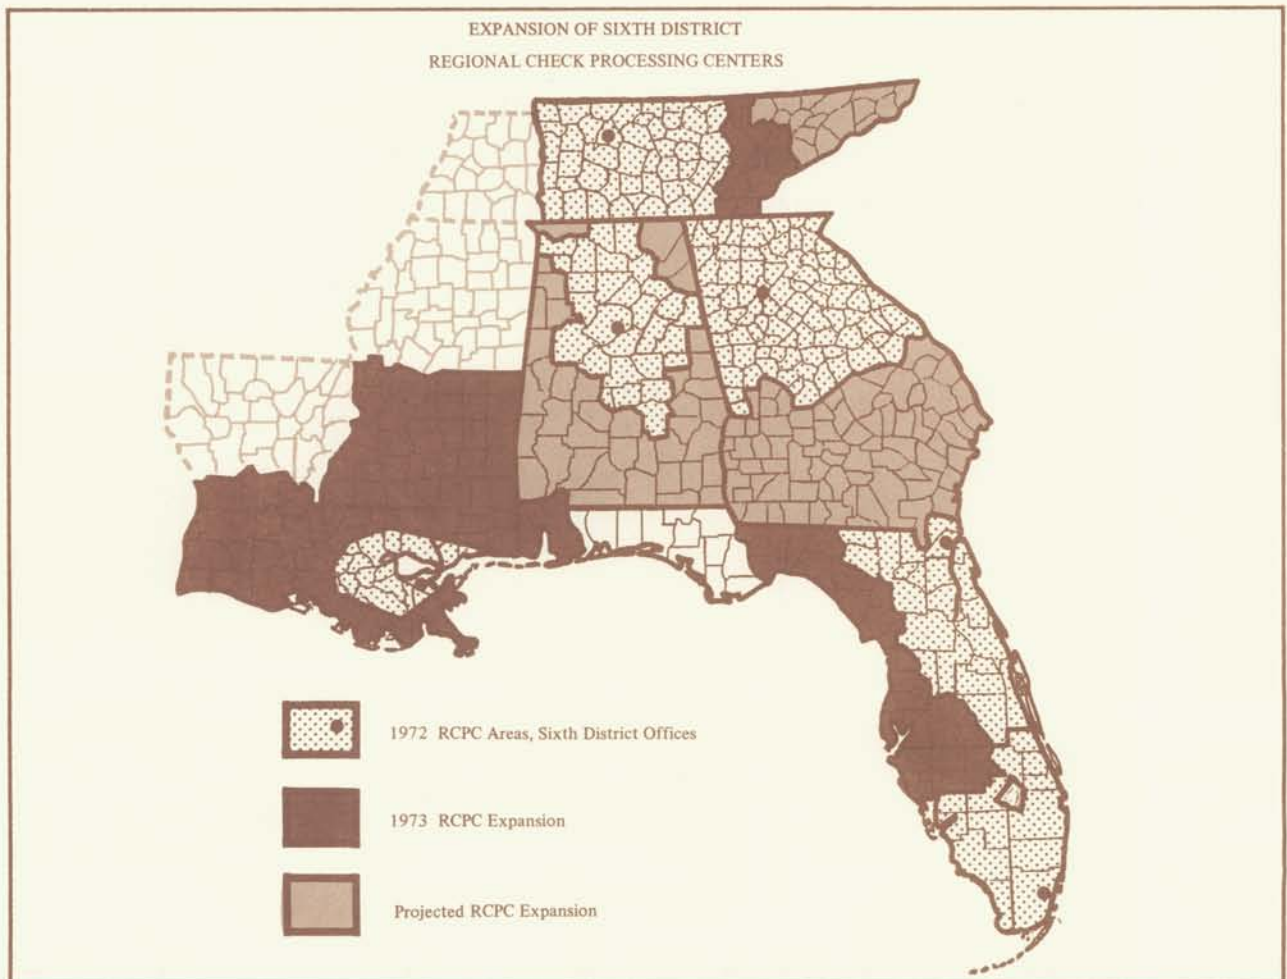 EXPANSION OF SIXTH DISTRICT
REGIONAL CHECK PROCESSING CENTERS
1972 RCPC Areas, Sixth District Offices
1973 RCPC Expansion
Projected RCPC Expansion